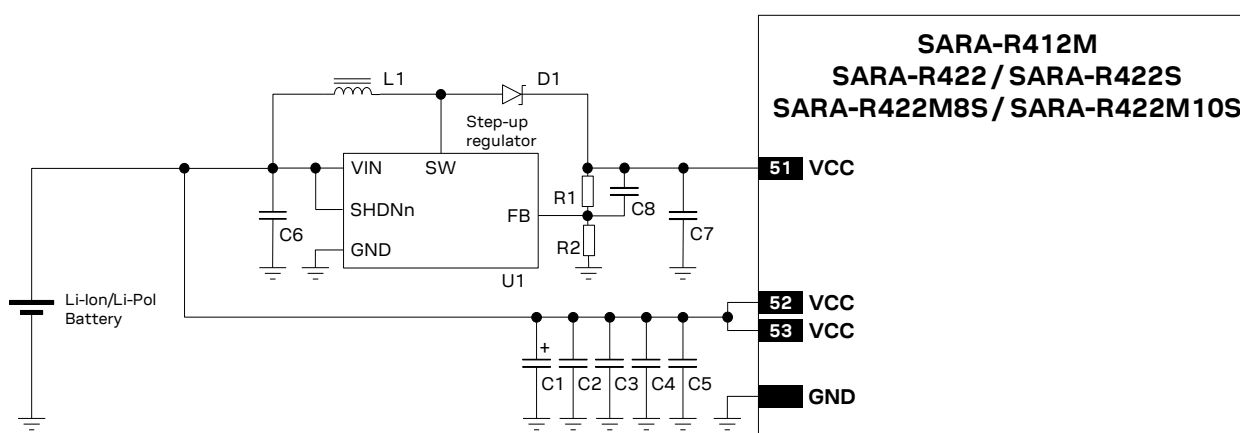 SARA-R412M
SARA-R422 / SARA-R422S
SARA-R422M8S / SARA-R422M10S
L1
D1
Step-up
regulator
VIN
SW
51
VCC
R1
C8
SHDNn
FB
C6
C7
R2
GND
U1
Li-Ion/Li-Pol
Battery
52
VCC
53
VCC
+
C1
C2
C3
C4
C5
GND